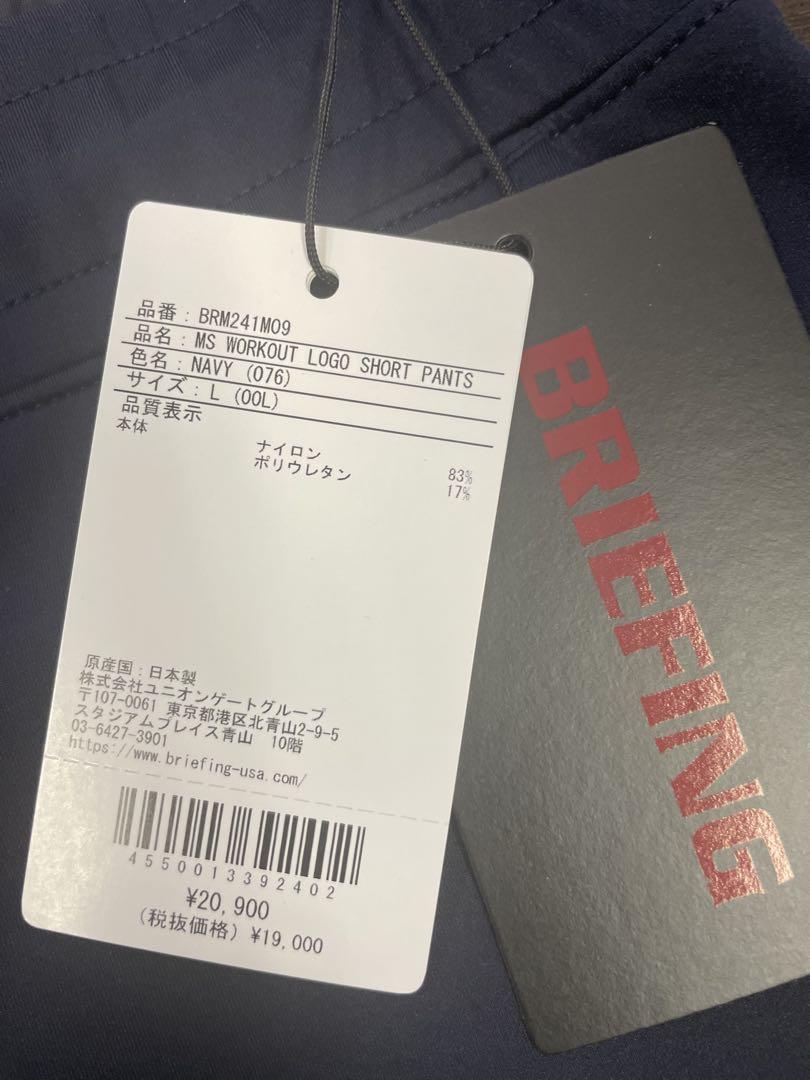 品番:BRM241M09
品名:MS WORKOUT LOGO SHORT PANTS
色名:NAVY (076)
サイズ:L (00L)
品質表示
本体
ナイロン 83%
ポリウレタン 17%
原産国:日本製
株式会社ユニオンゲートグループ
〒107-0061 東京都港区北青山2-9-5
スタジアムプレイス青山 10階
03-6427-3901
https://www.briefing-usa.com/
4550013392402
¥20,900
(税抜価格) ¥19,000
BRIEFING